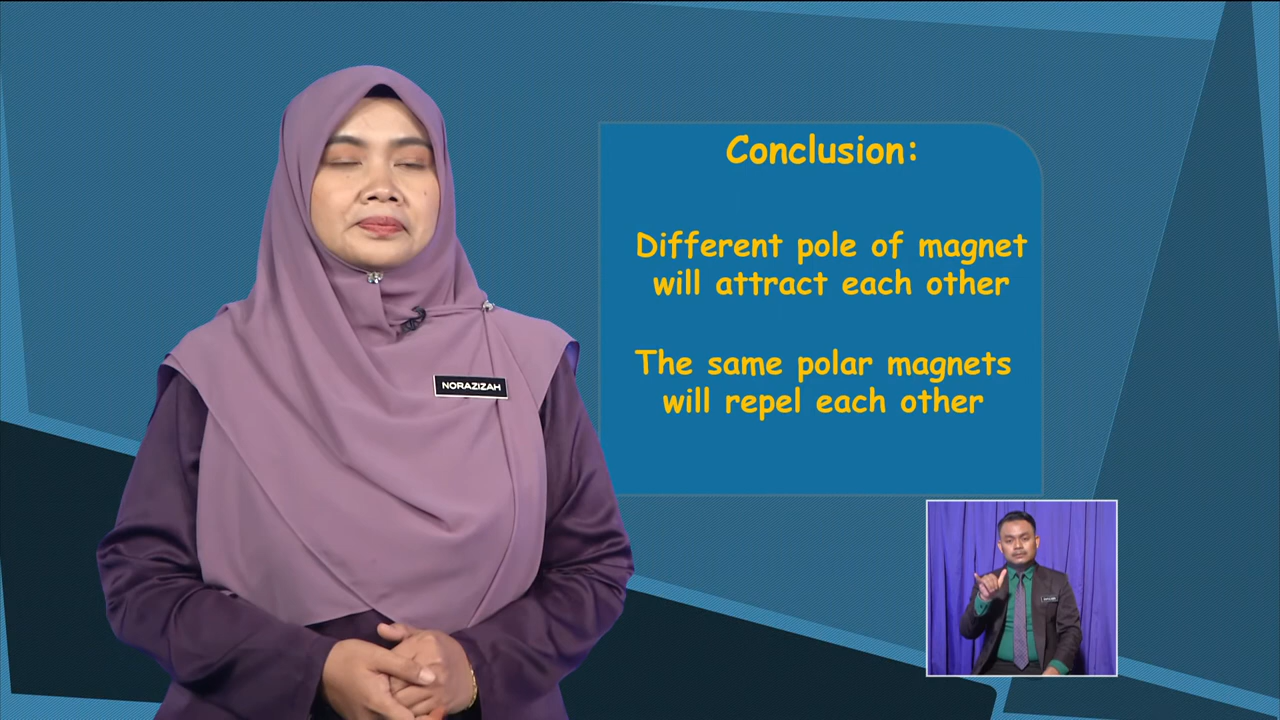 Conclusion:
Different pole of magnet
will attract each other
The same polar magnets
will repel each other
NORAZIZAH